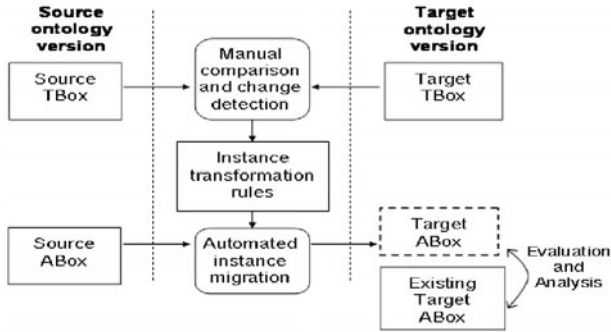 Source
ontology
version
Target
ontology
version
Manual
comparison
and change
detection
Source
TBox
Target
TBox
Instance
transformation
rules
Source
ABox
Automated
instance
migration
Target
ABox
Evaluation
and
Analysis
Existing
Target
ABox